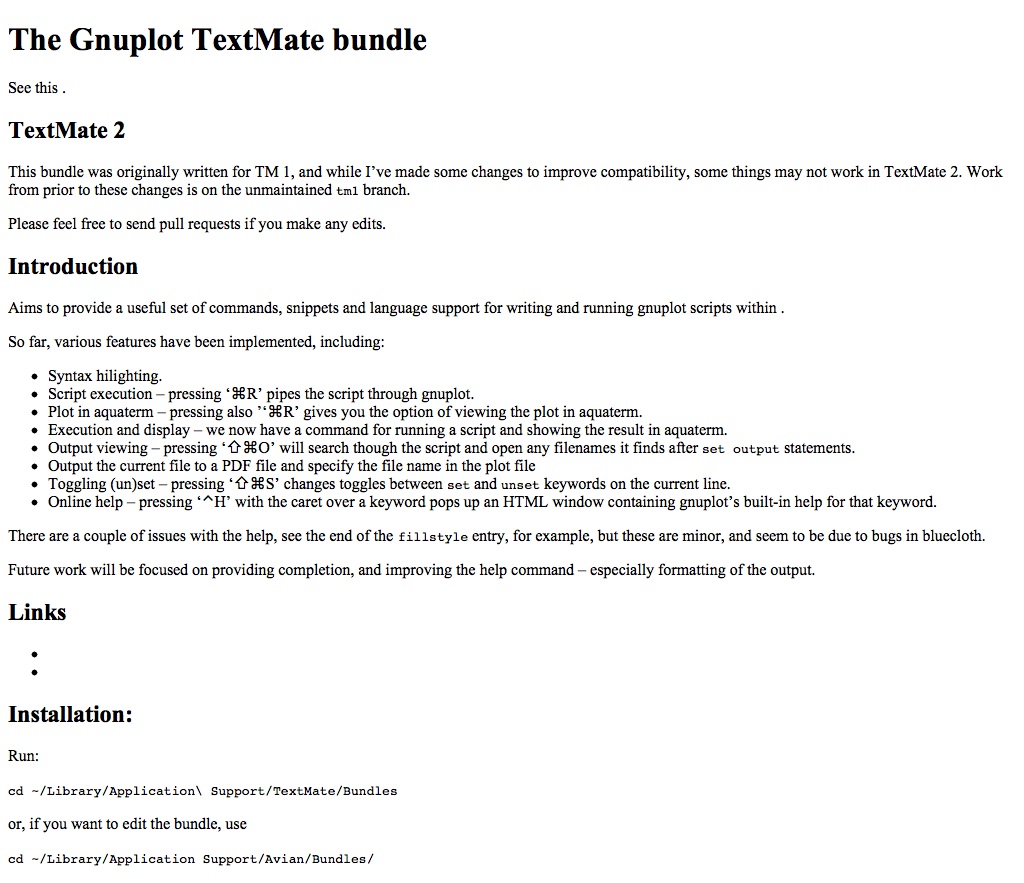 The Gnuplot TextMate bundle
See this .
TextMate 2
This bundle was originally written for TM 1, and while I’ve made some changes to improve compatibility, some things may not work in TextMate 2. Work
from prior to these changes is on the unmaintained tm1 branch.
Please feel free to send pull requests if you make any edits.
Introduction
Aims to provide a useful set of commands, snippets and language support for writing and running gnuplot scripts within .
So far, various features have been implemented, including:
• Syntax hilighting.
• Script execution – pressing ‘⌘R’ pipes the script through gnuplot.
• Plot in aquaterm – pressing also ’‘⌘R’ gives you the option of viewing the plot in aquaterm.
• Execution and display – we now have a command for running a script and showing the result in aquaterm.
• Output viewing – pressing ‘⇧⌘O’ will search though the script and open any filenames it finds after set output statements.
• Output the current file to a PDF file and specify the file name in the plot file
• Toggling (un)set – pressing ‘⇧⌘S’ changes toggles between set and unset keywords on the current line.
• Online help – pressing ‘⌃H’ with the caret over a keyword pops up an HTML window containing gnuplot’s built-in help for that keyword.
There are a couple of issues with the help, see the end of the fillstyle entry, for example, but these are minor, and seem to be due to bugs in bluecloth.
Future work will be focused on providing completion, and improving the help command – especially formatting of the output.
Links
•
•
Installation:
Run:
cd ~/Library/Application\ Support/TextMate/Bundles
or, if you want to edit the bundle, use
cd ~/Library/Application Support/Avian/Bundles/